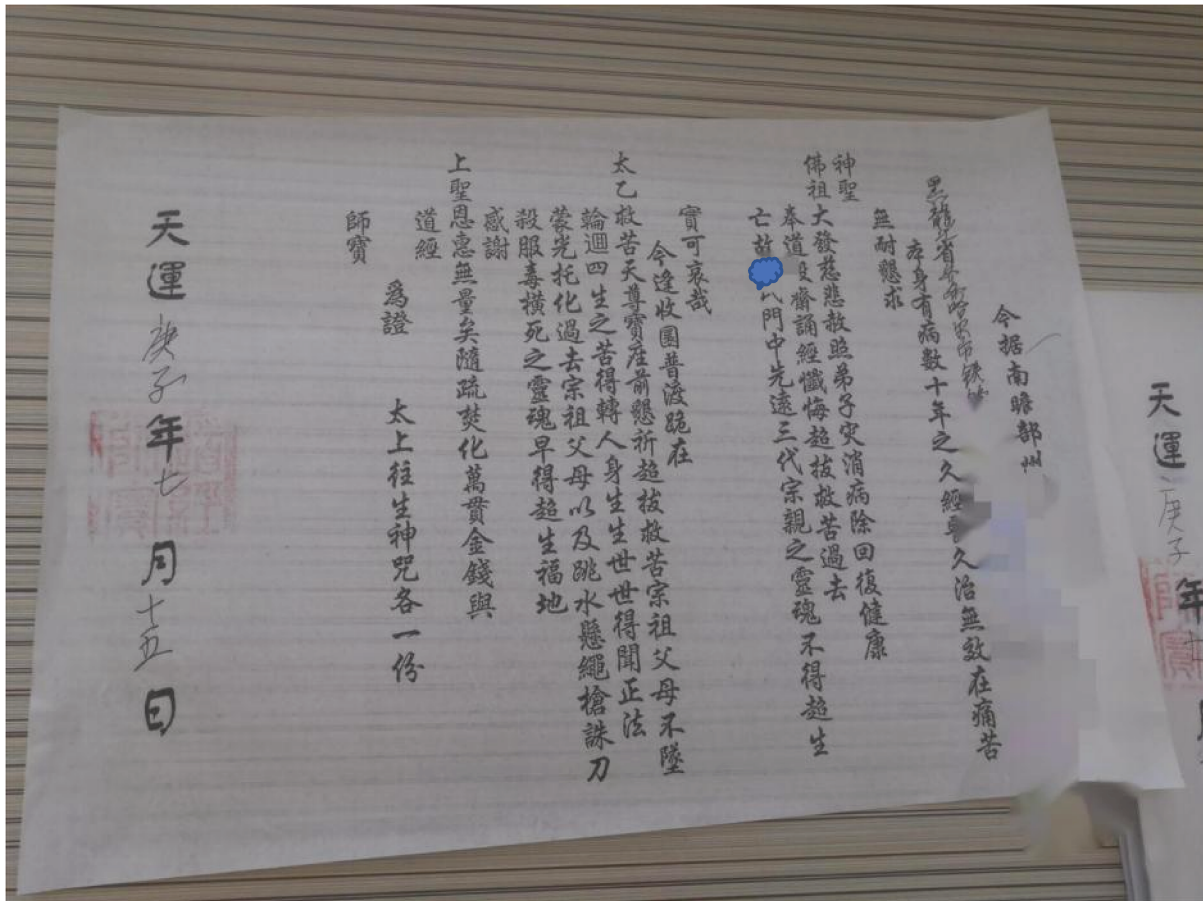 今据南瞻部州
黑龍江省
本身有病数十年之久經久治無效在痛苦
無耐懇求
神聖
佛祖大發慈悲赦照弟子灾消病除回復健康
奉道設齋誦經懺悔超拔救苦過去
亡故氏門中先遠三代宗親之靈魂不得超生
實可哀哉
今逢收圓普渡跪在
太乙救苦天尊寶座前懇祈超拔救苦宗祖父母不墜
輪迴四生之苦得轉人身生生世世得聞正法
蒙光托化過去宗祖父母以及跳水懸繩槍誅刀
殺服毒橫死之靈魂早得超生福地
感謝
上聖恩惠無量矣隨疏焚化萬貫金錢與
道經
師寶
為證 太上往生神咒各一份
天運庚子年七月十五日
天運庚子年
師寶